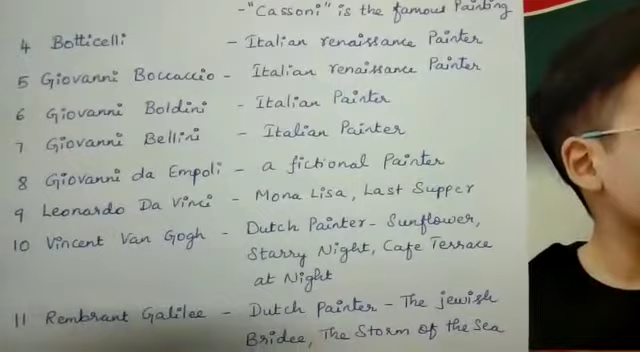 -"Cassoni" is the famous Painting
4 Botticelli - Italian renaissance Painter
5 Giovanni Boccaccio - Italian renaissance Painter
6 Giovanni Boldini - Italian Painter
7 Giovanni Bellini - Italian Painter
8 Giovanni da Empoli - a fictional Painter
9 Leonardo Da Vinci - Mona Lisa, Last Supper
10 Vincent Van Gogh - Dutch Painter - Sunflower,
Starry Night, Cafe Terrace
at Night
11 Rembrant Galilee - Dutch Painter - The jewish
Bridee, The Storm of the Sea